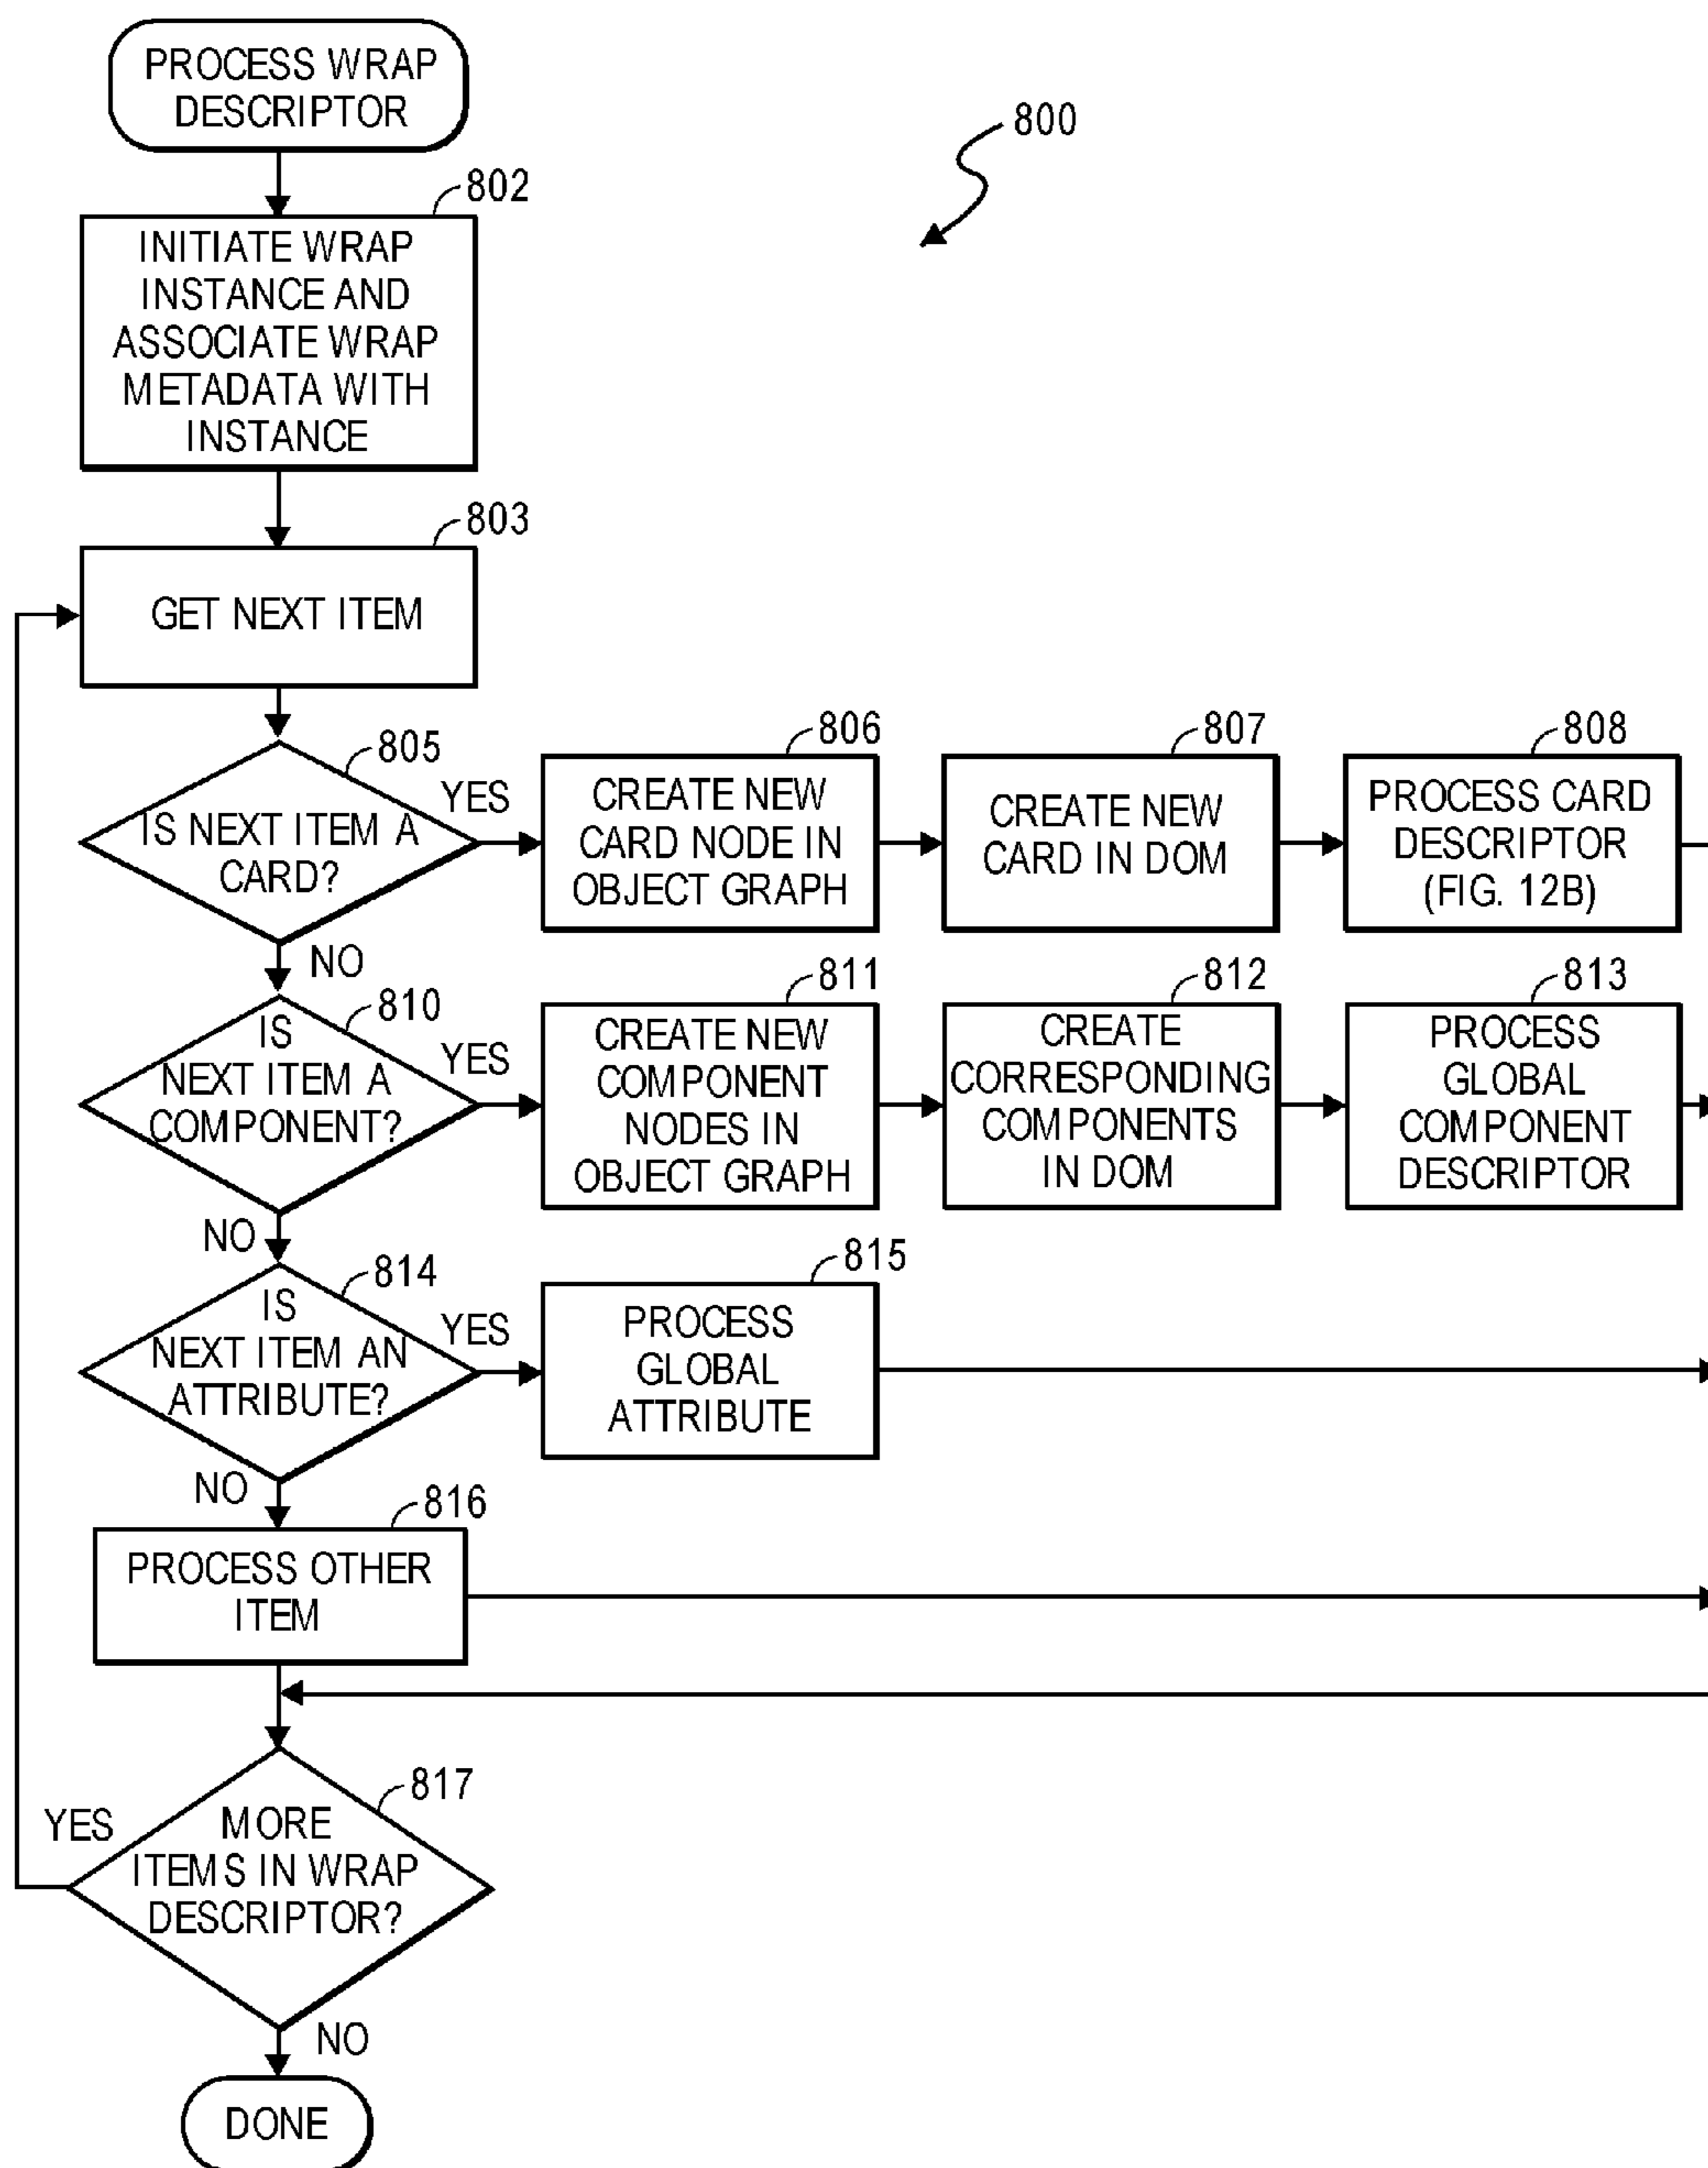 PROCESS WRAP
DESCRIPTOR
800
802
INITIATE WRAP
INSTANCE AND
ASSOCIATE WRAP
METADATA WITH
INSTANCE
803
GET NEXT ITEM
805
IS NEXT ITEM A
CARD?
YES
806
CREATE NEW
CARD NODE IN
OBJECT GRAPH
807
CREATE NEW
CARD IN DOM
808
PROCESS CARD
DESCRIPTOR
(FIG. 12B)
NO
810
IS
NEXT ITEM A
COMPONENT?
YES
811
CREATE NEW
COMPONENT
NODES IN
OBJECT GRAPH
812
CREATE
CORRESPONDING
COMPONENTS
IN DOM
813
PROCESS
GLOBAL
COMPONENT
DESCRIPTOR
NO
814
IS
NEXT ITEM AN
ATTRIBUTE?
YES
815
PROCESS
GLOBAL
ATTRIBUTE
NO
816
PROCESS OTHER
ITEM
817
MORE
ITEMS IN WRAP
DESCRIPTOR?
YES
NO
DONE